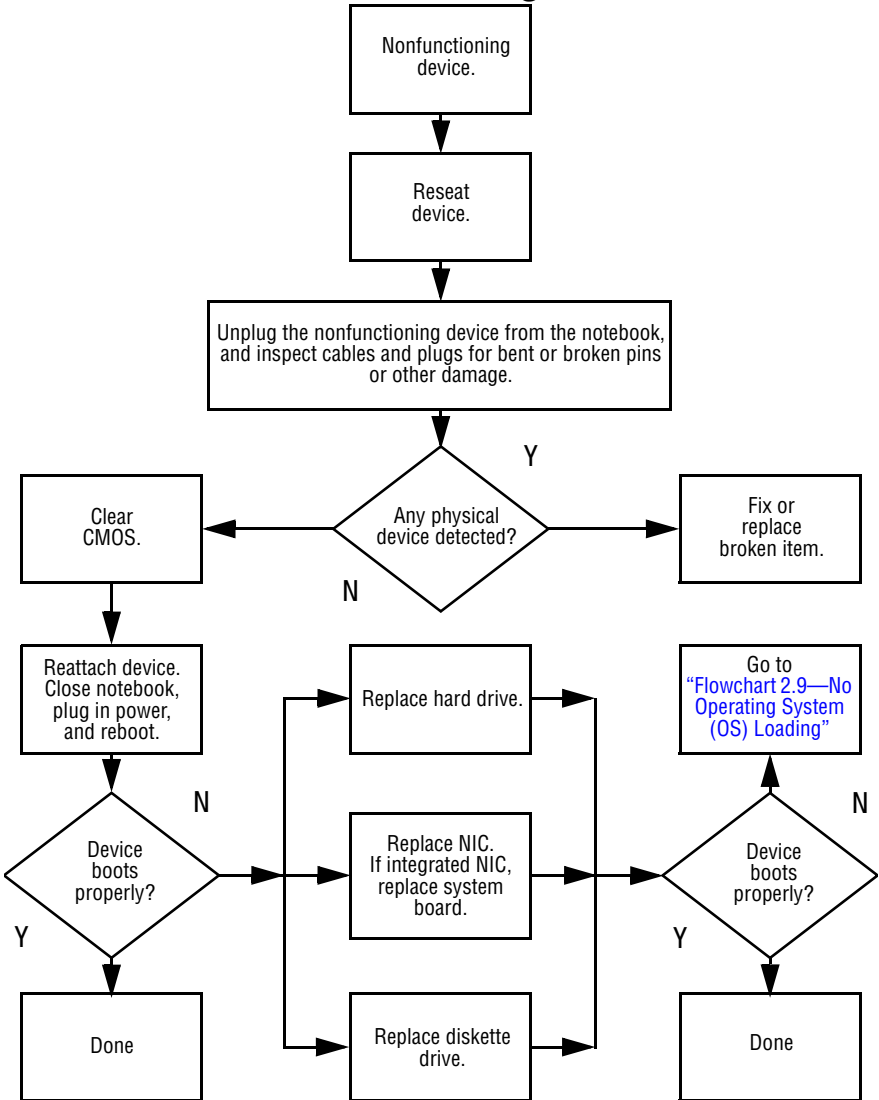 Nonfunctioning
device.
Reseat
device.
Unplug the nonfunctioning device from the notebook,
and inspect cables and plugs for bent or broken pins
or other damage.
Y
Clear
CMOS.
Any physical
device detected?
Fix or
replace
broken item.
N
Reattach device.
Close notebook,
plug in power,
and reboot.
Replace hard drive.
Go to
“Flowchart 2.9—No
Operating System
(OS) Loading”
N
Device
boots
properly?
Y
Replace NIC.
If integrated NIC,
replace system
board.
N
Device
boots
properly?
Y
Done
Replace diskette
drive.
Done